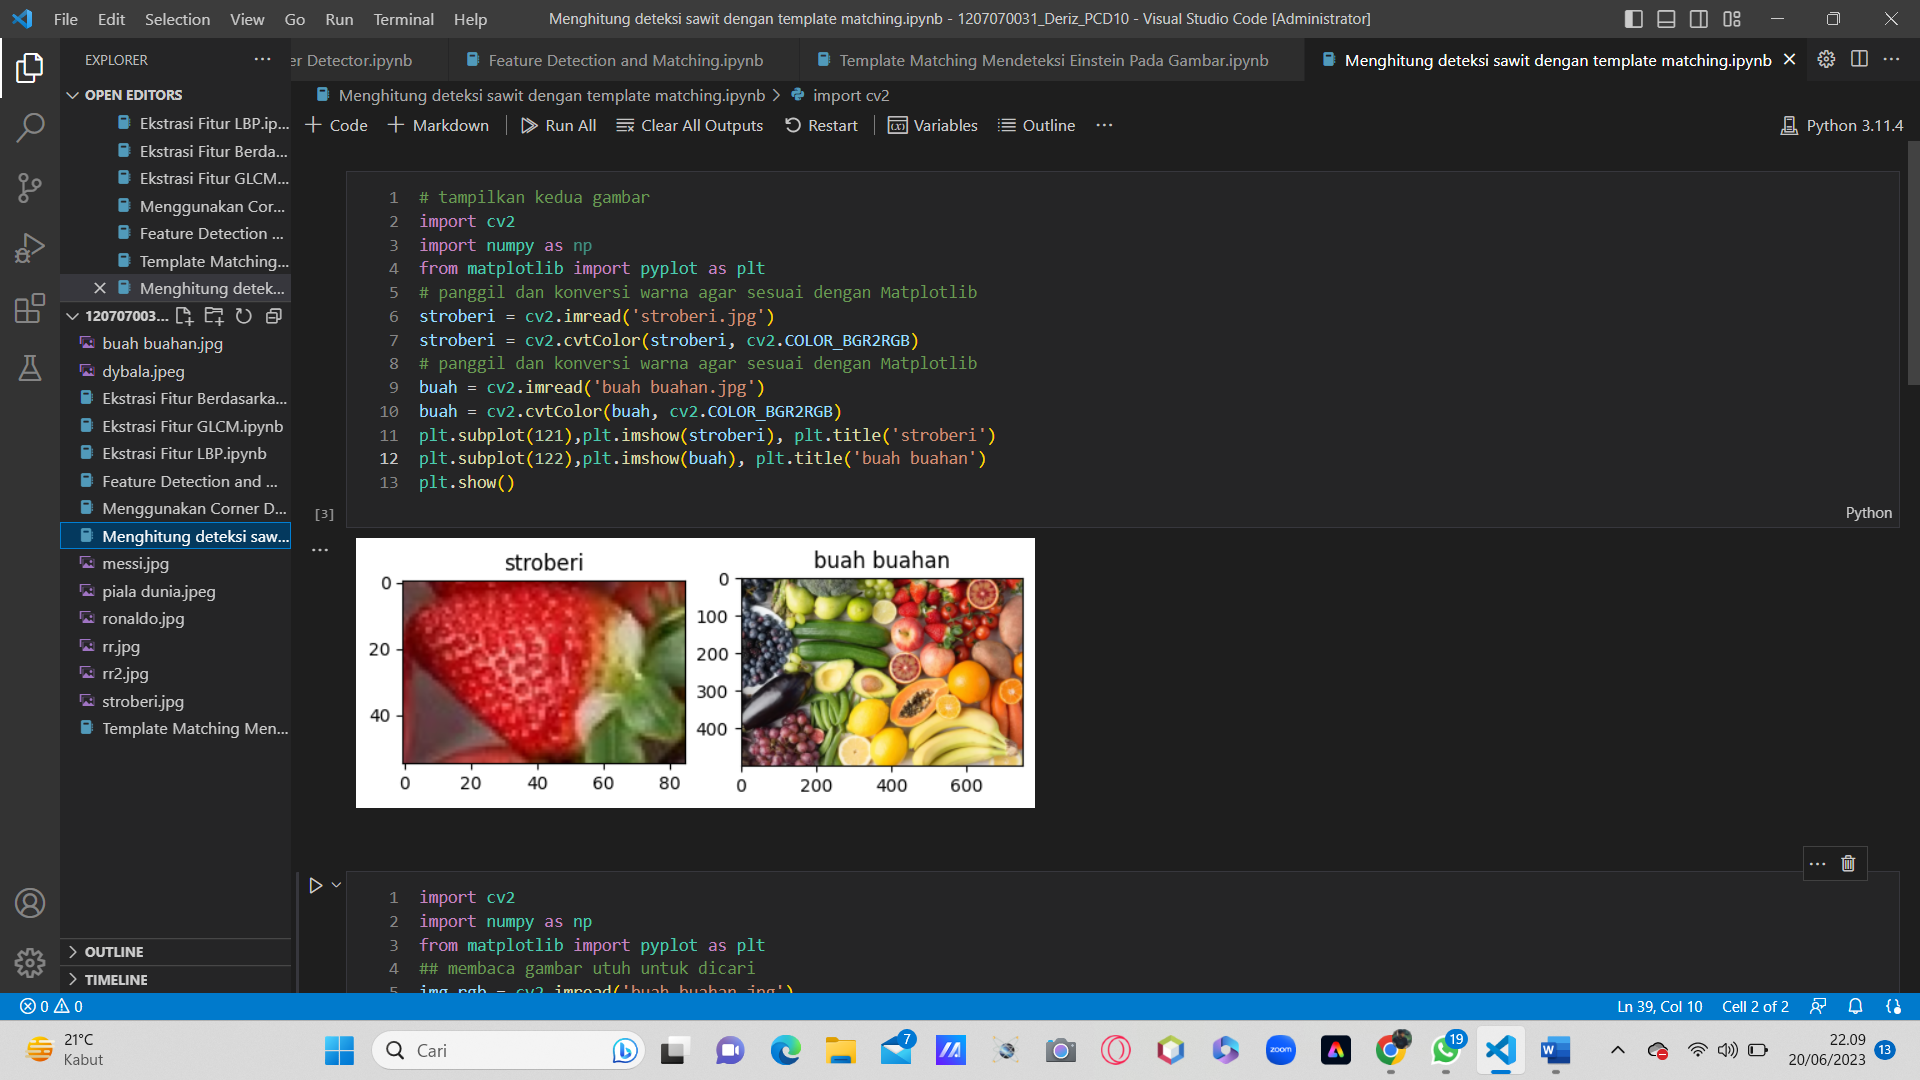 File Edit Selection View Go Run Terminal Help
Menghitung deteksi sawit dengan template matching.ipynb - 1207070031_Deriz_PCD10 - Visual Studio Code [Administrator]
EXPLORER
er Detector.ipynb
Feature Detection and Matching.ipynb
Template Matching Mendeteksi Einstein Pada Gambar.ipynb
Menghitung deteksi sawit dengan template matching.ipynb
OPEN EDITORS
Ekstrasi Fitur LBP.ip...
Ekstrasi Fitur Berda...
Ekstrasi Fitur GLCM...
Menggunakan Cor...
Feature Detection ...
Template Matching...
Menghitung detek...
120707003...
buah buahan.jpg
dybala.jpeg
Ekstrasi Fitur Berdasarka...
Ekstrasi Fitur GLCM.ipynb
Ekstrasi Fitur LBP.ipynb
Feature Detection and ...
Menggunakan Corner D...
Menghitung deteksi saw...
messi.jpg
piala dunia.jpeg
ronaldo.jpg
rr.jpg
rr2.jpg
stroberi.jpg
Template Matching Men...
OUTLINE
TIMELINE
Menghitung deteksi sawit dengan template matching.ipynb > import cv2
+ Code + Markdown Run All Clear All Outputs Restart Variables Outline ...
Python 3.11.4
1 # tampilkan kedua gambar
2 import cv2
3 import numpy as np
4 from matplotlib import pyplot as plt
5 # panggil dan konversi warna agar sesuai dengan Matplotlib
6 stroberi = cv2.imread('stroberi.jpg')
7 stroberi = cv2.cvtColor(stroberi, cv2.COLOR_BGR2RGB)
8 # panggil dan konversi warna agar sesuai dengan Matplotlib
9 buah = cv2.imread('buah buahan.jpg')
10 buah = cv2.cvtColor(buah, cv2.COLOR_BGR2RGB)
11 plt.subplot(121),plt.imshow(stroberi), plt.title('stroberi')
12 plt.subplot(122),plt.imshow(buah), plt.title('buah buahan')
13 plt.show()
[3]
Python
stroberi
0
20
40
0 20 40 60 80
buah buahan
0
100
200
300
400
0 200 400 600
1 import cv2
2 import numpy as np
3 from matplotlib import pyplot as plt
4 ## membaca gambar utuh untuk dicari
5 img_rgb = cv2.imread('buah buahan.jpg')
0 0
Ln 39, Col 10 Cell 2 of 2
21°C
Kabut
Cari
7
zoom
19
22.09
20/06/2023
13